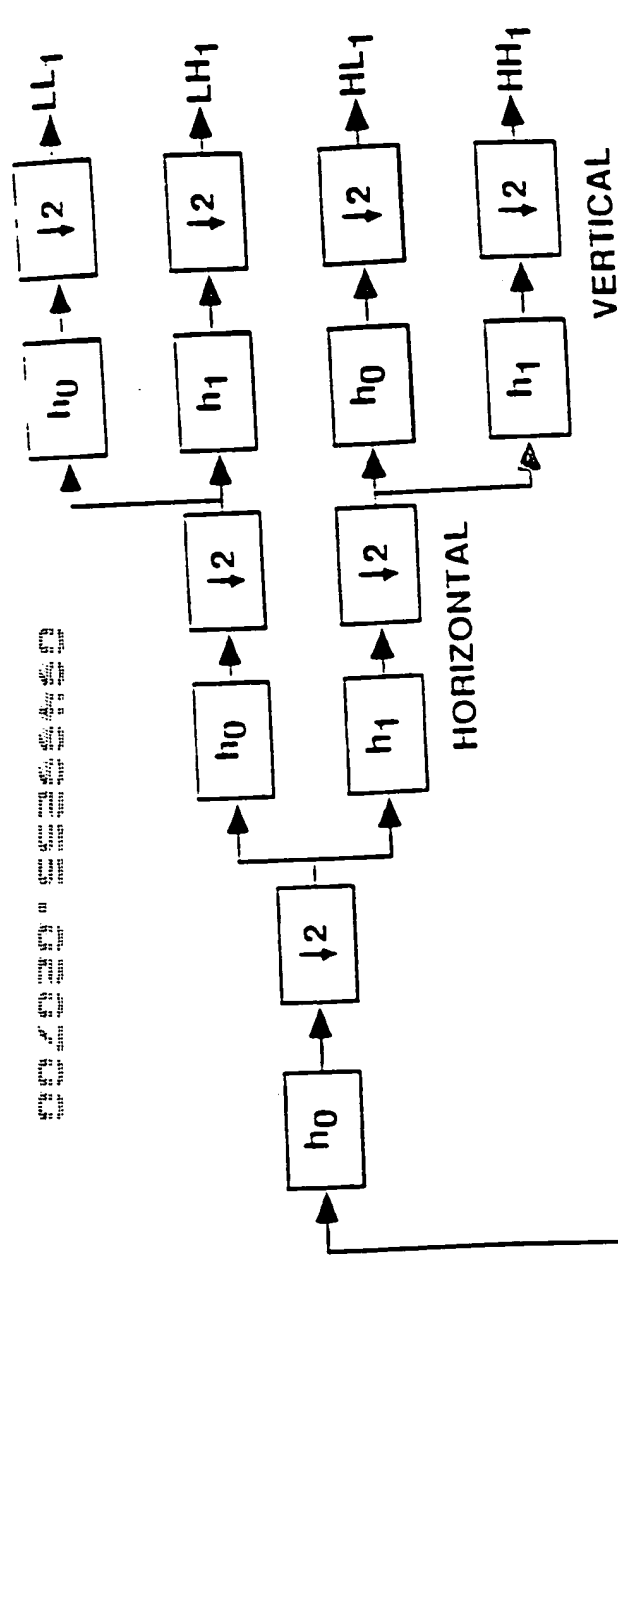 h0 ↓2 LL1
h0 ↓2 h1 ↓2 LH1
h0 ↓2
h1 ↓2 h0 ↓2 HL1
HORIZONTAL
h1 ↓2 HH1
VERTICAL